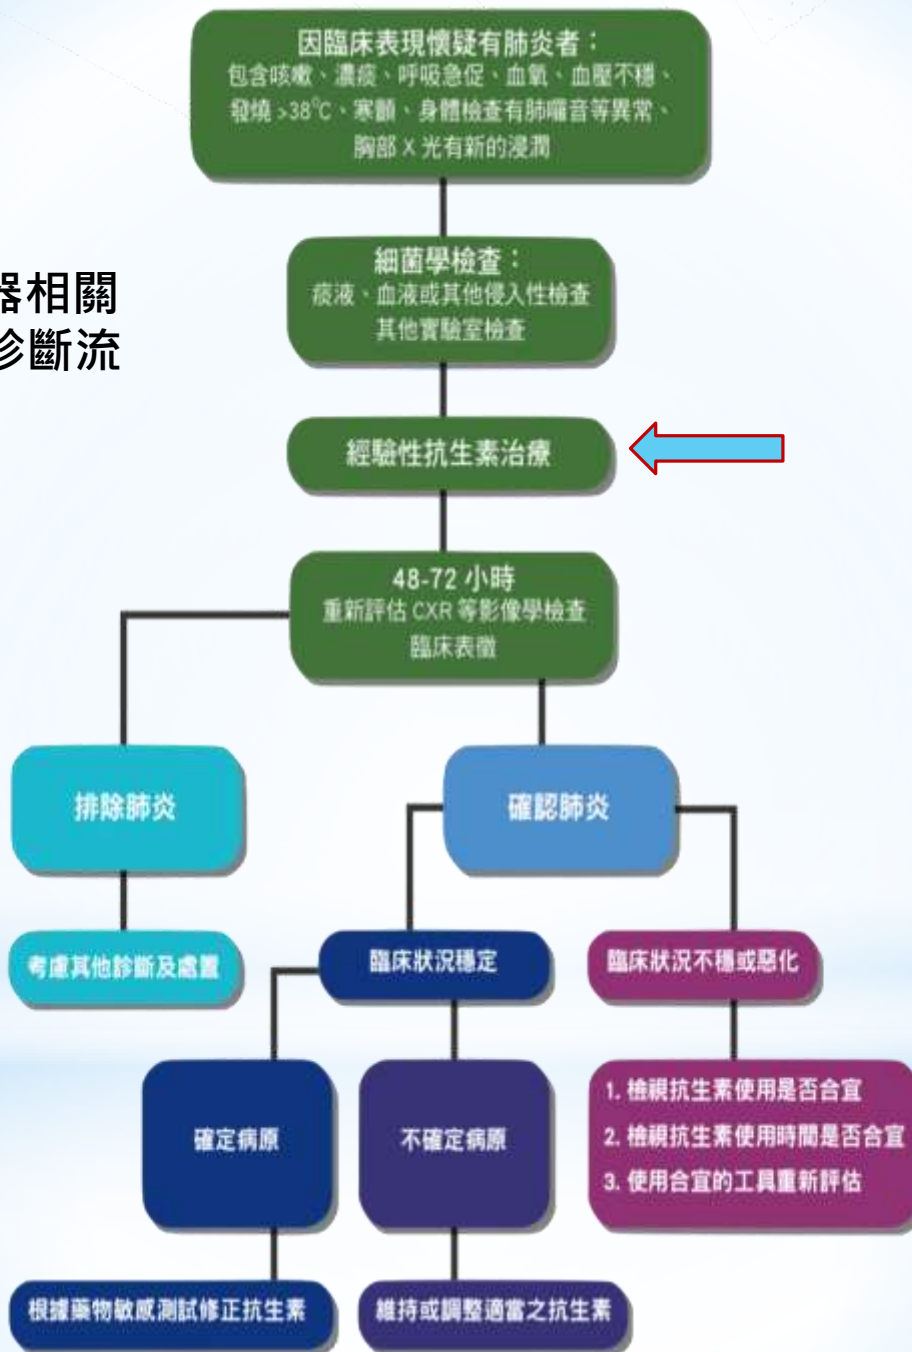 因臨床表現懷疑有肺炎者：
包含咳嗽、濃痰、呼吸急促、血氧、血壓不穩、
發燒 >38⁰C、寒顫、身體檢查有肺囉音等異常、
胸部 X 光有新的浸潤
細菌學檢查：
痰液、血液或其他侵入性檢查
其他實驗室檢查
器相關
診斷流
經驗性抗生素治療
48-72 小時
重新評估 CXR 等影像學檢查
臨床表徵
排除肺炎
確認肺炎
考慮其他診斷及處置
臨床狀況穩定
臨床狀況不穩或惡化
確定病原
不確定病原
1. 檢視抗生素使用是否合宜
2. 檢視抗生素使用時間是否合宜
3. 使用合宜的工具重新評估
根據藥物敏感測試修正抗生素
維持或調整適當之抗生素